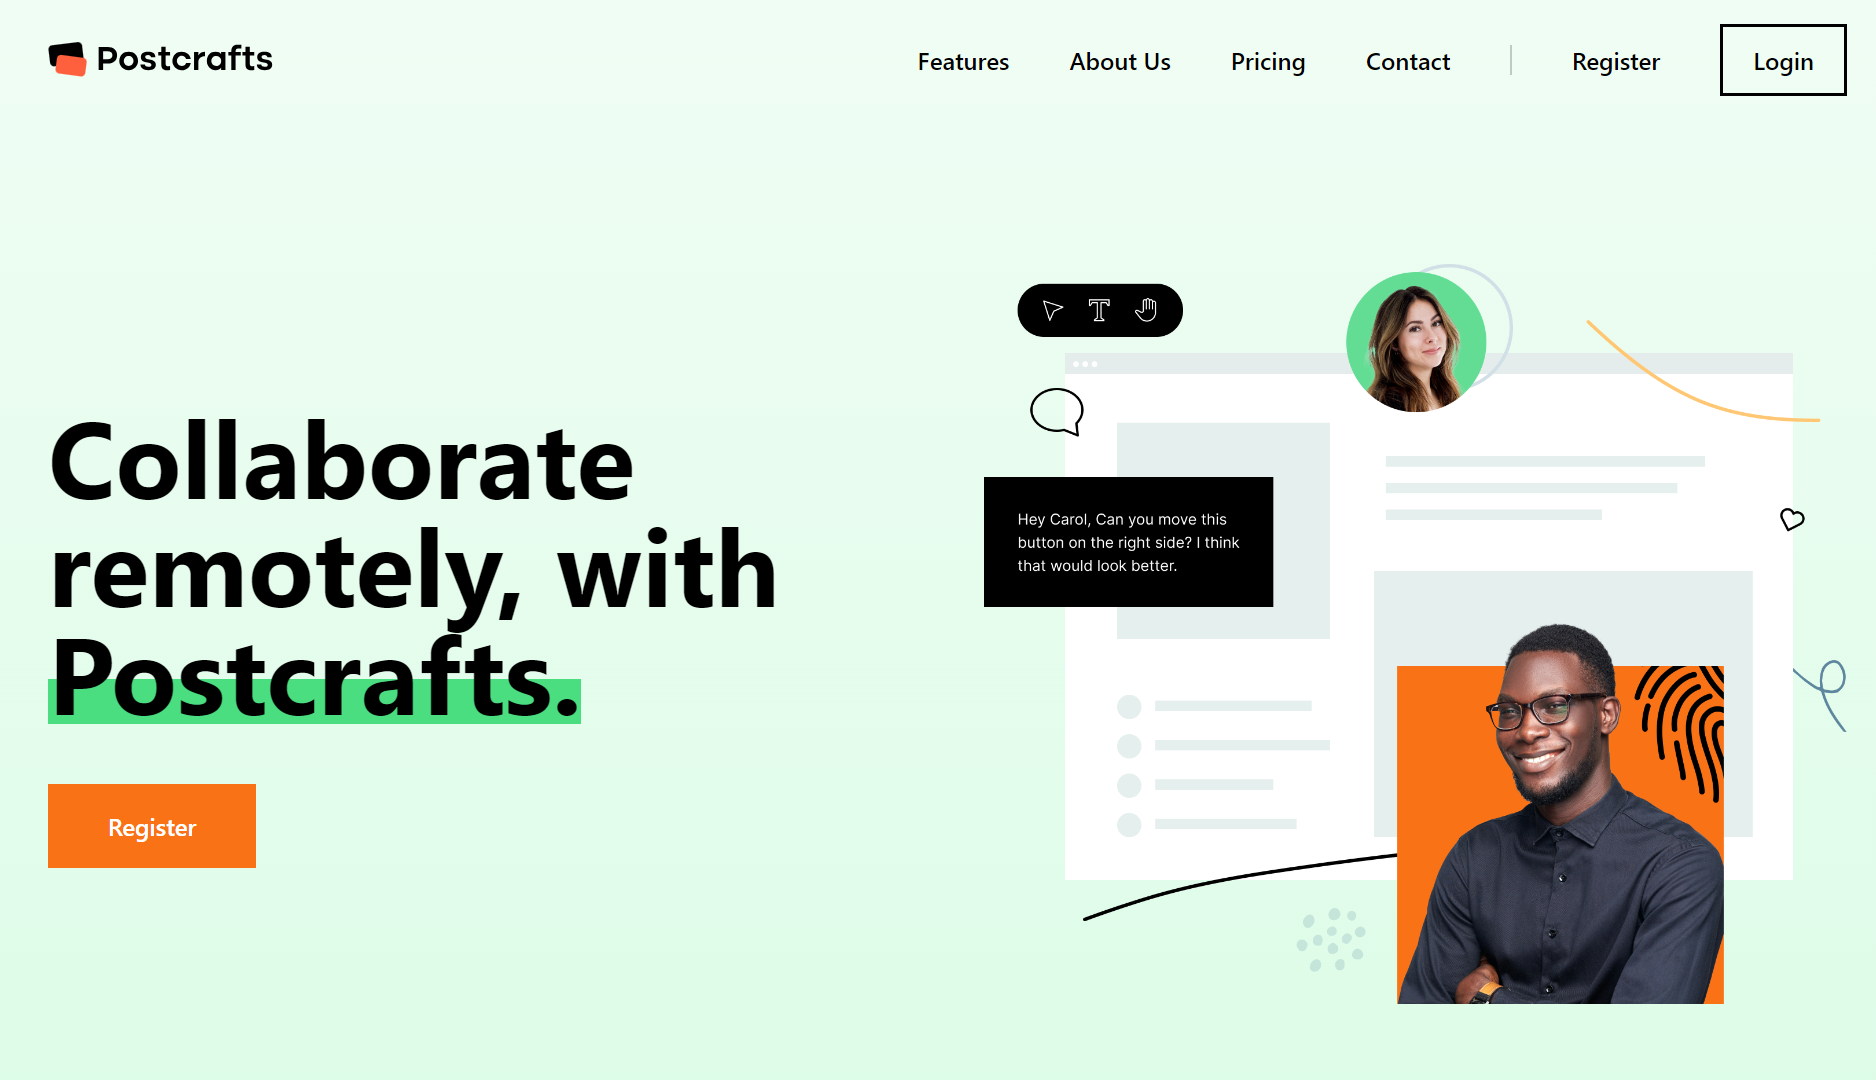 Postcrafts
Features
About Us
Pricing
Contact
Register
Login
Collaborate
remotely, with
Postcrafts.
Register
Hey Carol, Can you move this
button on the right side? I think
that would look better.